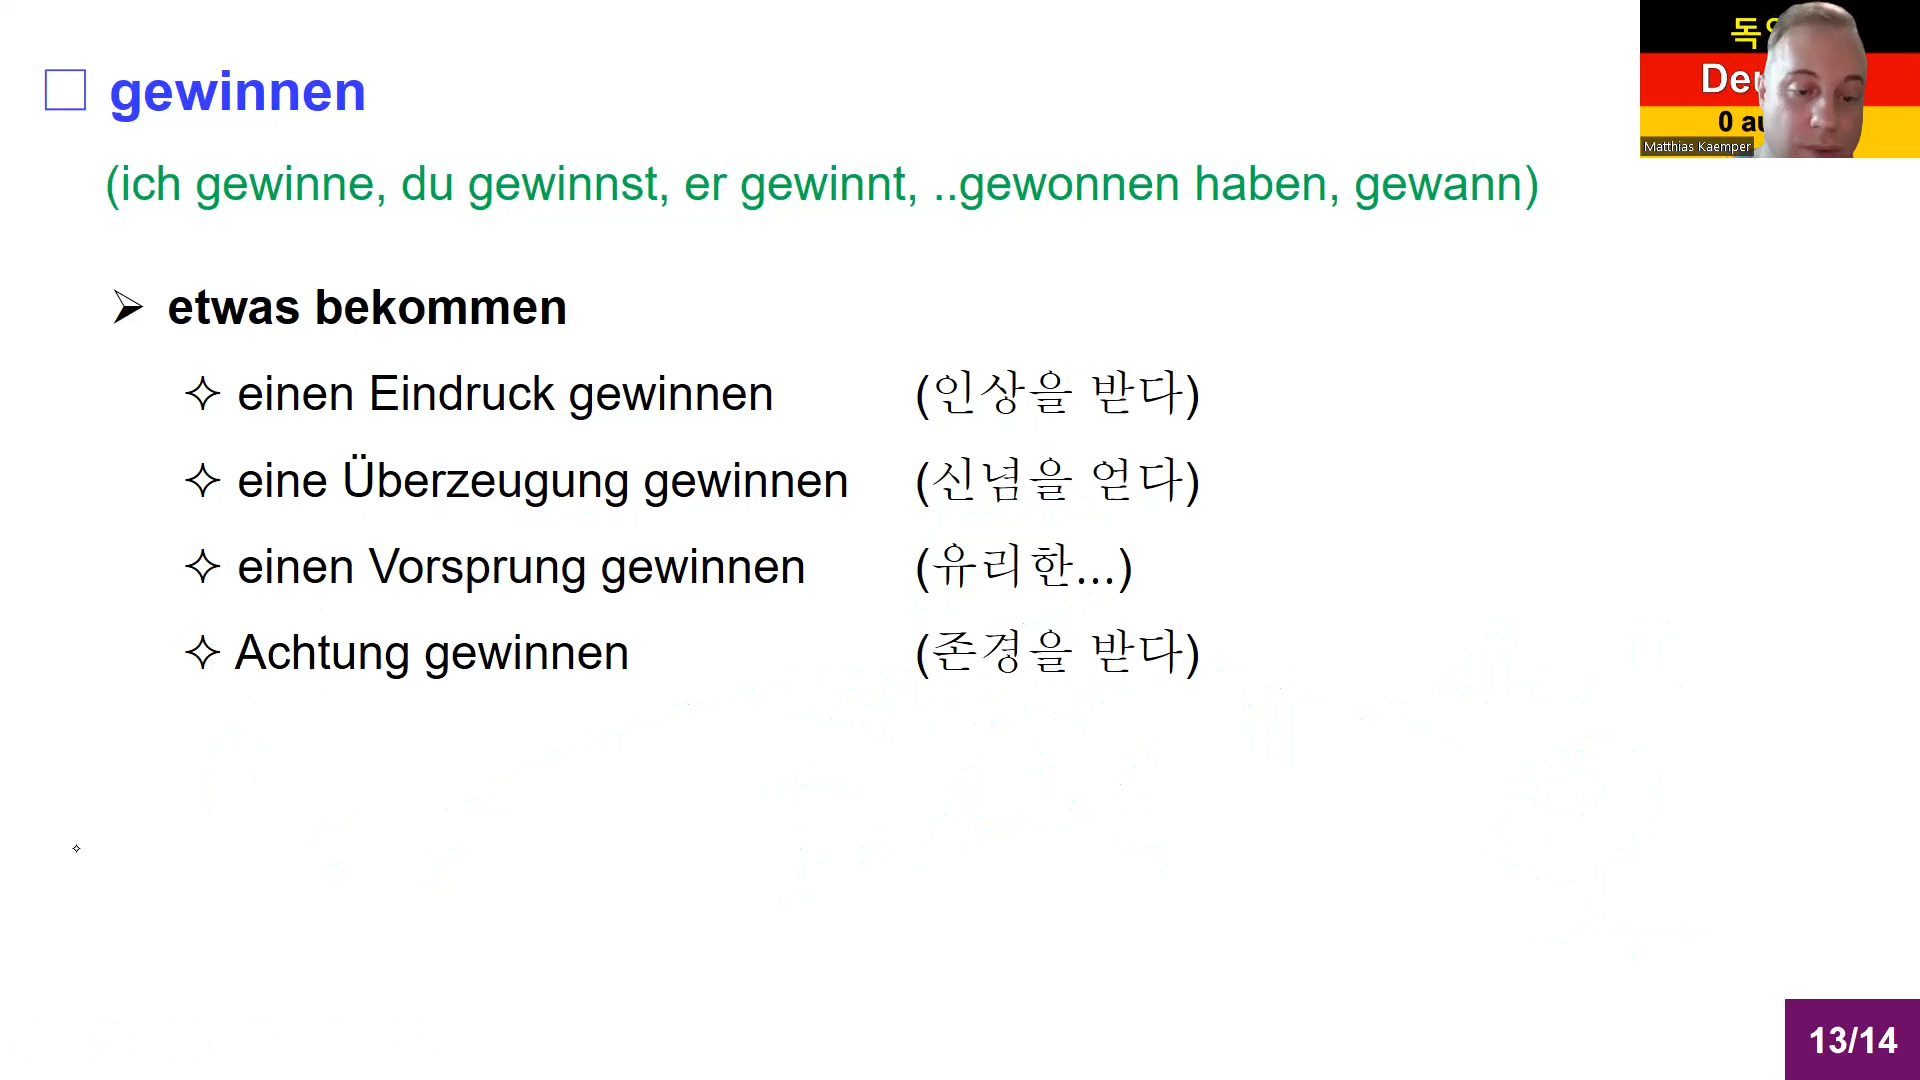 gewinnen
(ich gewinne, du gewinnst, er gewinnt, ..gewonnen haben, gewann)
etwas bekommen
einen Eindruck gewinnen (인상을 받다)
eine Überzeugung gewinnen (신념을 얻다)
einen Vorsprung gewinnen (유리한...)
Achtung gewinnen (존경을 받다)
Matthias Kaemper
13/14